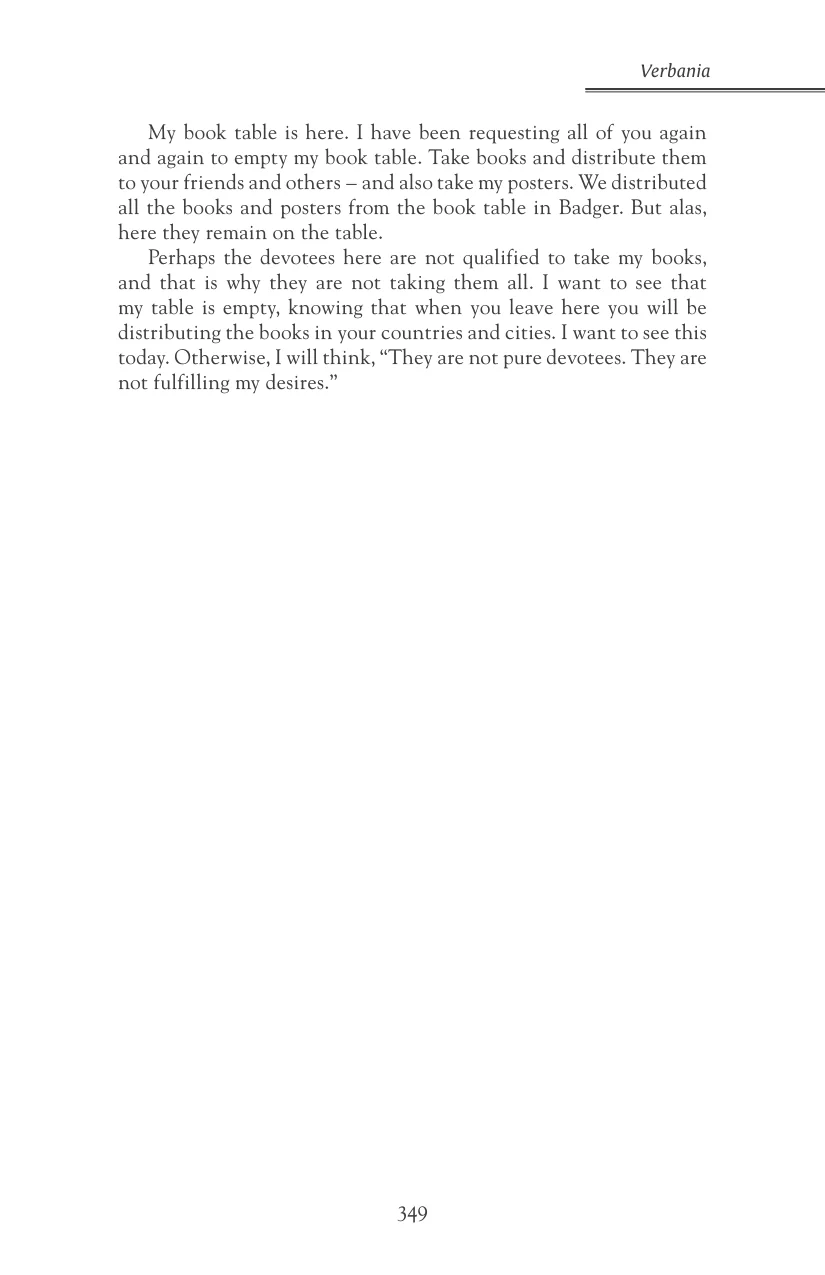 Verbania
My book table is here. I have been requesting all of you again
and again to empty my book table. Take books and distribute them
to your friends and others – and also take my posters. We distributed
all the books and posters from the book table in Badger. But alas,
here they remain on the table.
Perhaps the devotees here are not qualified to take my books,
and that is why they are not taking them all. I want to see that
my table is empty, knowing that when you leave here you will be
distributing the books in your countries and cities. I want to see this
today. Otherwise, I will think, “They are not pure devotees. They are
not fulfilling my desires.”
349